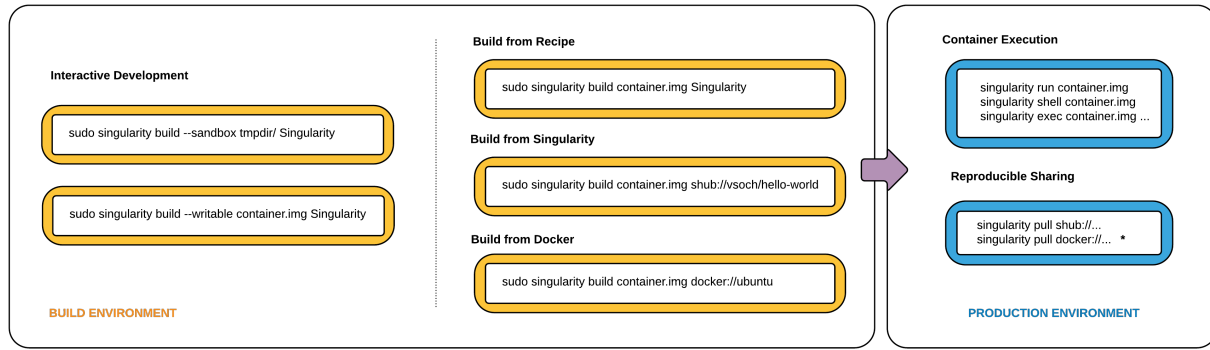 Interactive Development
sudo singularity build --sandbox tmpdir/ Singularity
sudo singularity build --writable container.img Singularity
BUILD ENVIRONMENT
Build from Recipe
sudo singularity build container.img Singularity
Build from Singularity
sudo singularity build container.img shub://vsoch/hello-world
Build from Docker
sudo singularity build container.img docker://ubuntu
Container Execution
singularity run container.img
singularity shell container.img
singularity exec container.img ...
Reproducible Sharing
singularity pull shub://...
singularity pull docker://... *
PRODUCTION ENVIRONMENT